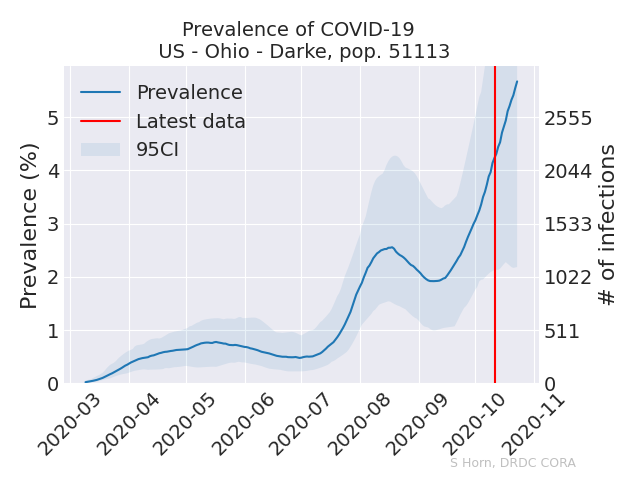 Prevalence of COVID-19
US - Ohio - Darke, pop. 51113
Prevalence
Latest data
95CI
Prevalence (%)
5
4
3
2
1
0
2555
2044
1533
1022
511
0
# of infections
2020-03
2020-04
2020-05
2020-06
2020-07
2020-08
2020-09
2020-10
2020-11
S Horn, DRDC CORA